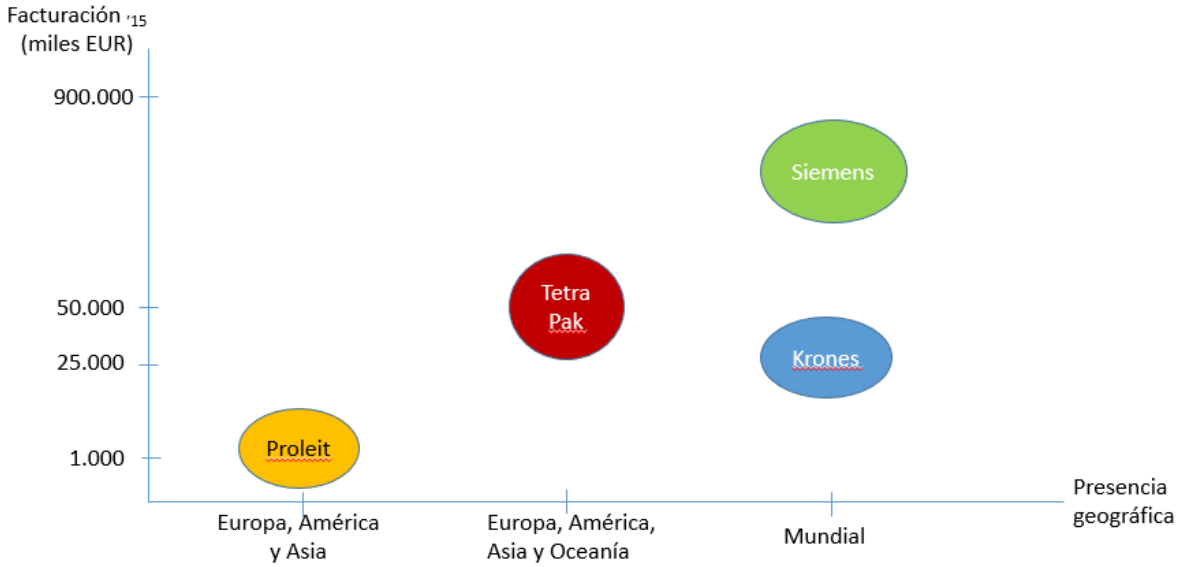 Facturación '15
(miles EUR)
900.000
Siemens
Tetra
Pak
50.000
25.000
Krones
Proleit
1.000
Presencia
geográfica
Europa, América
y Asia
Europa, América,
Asia y Oceanía
Mundial